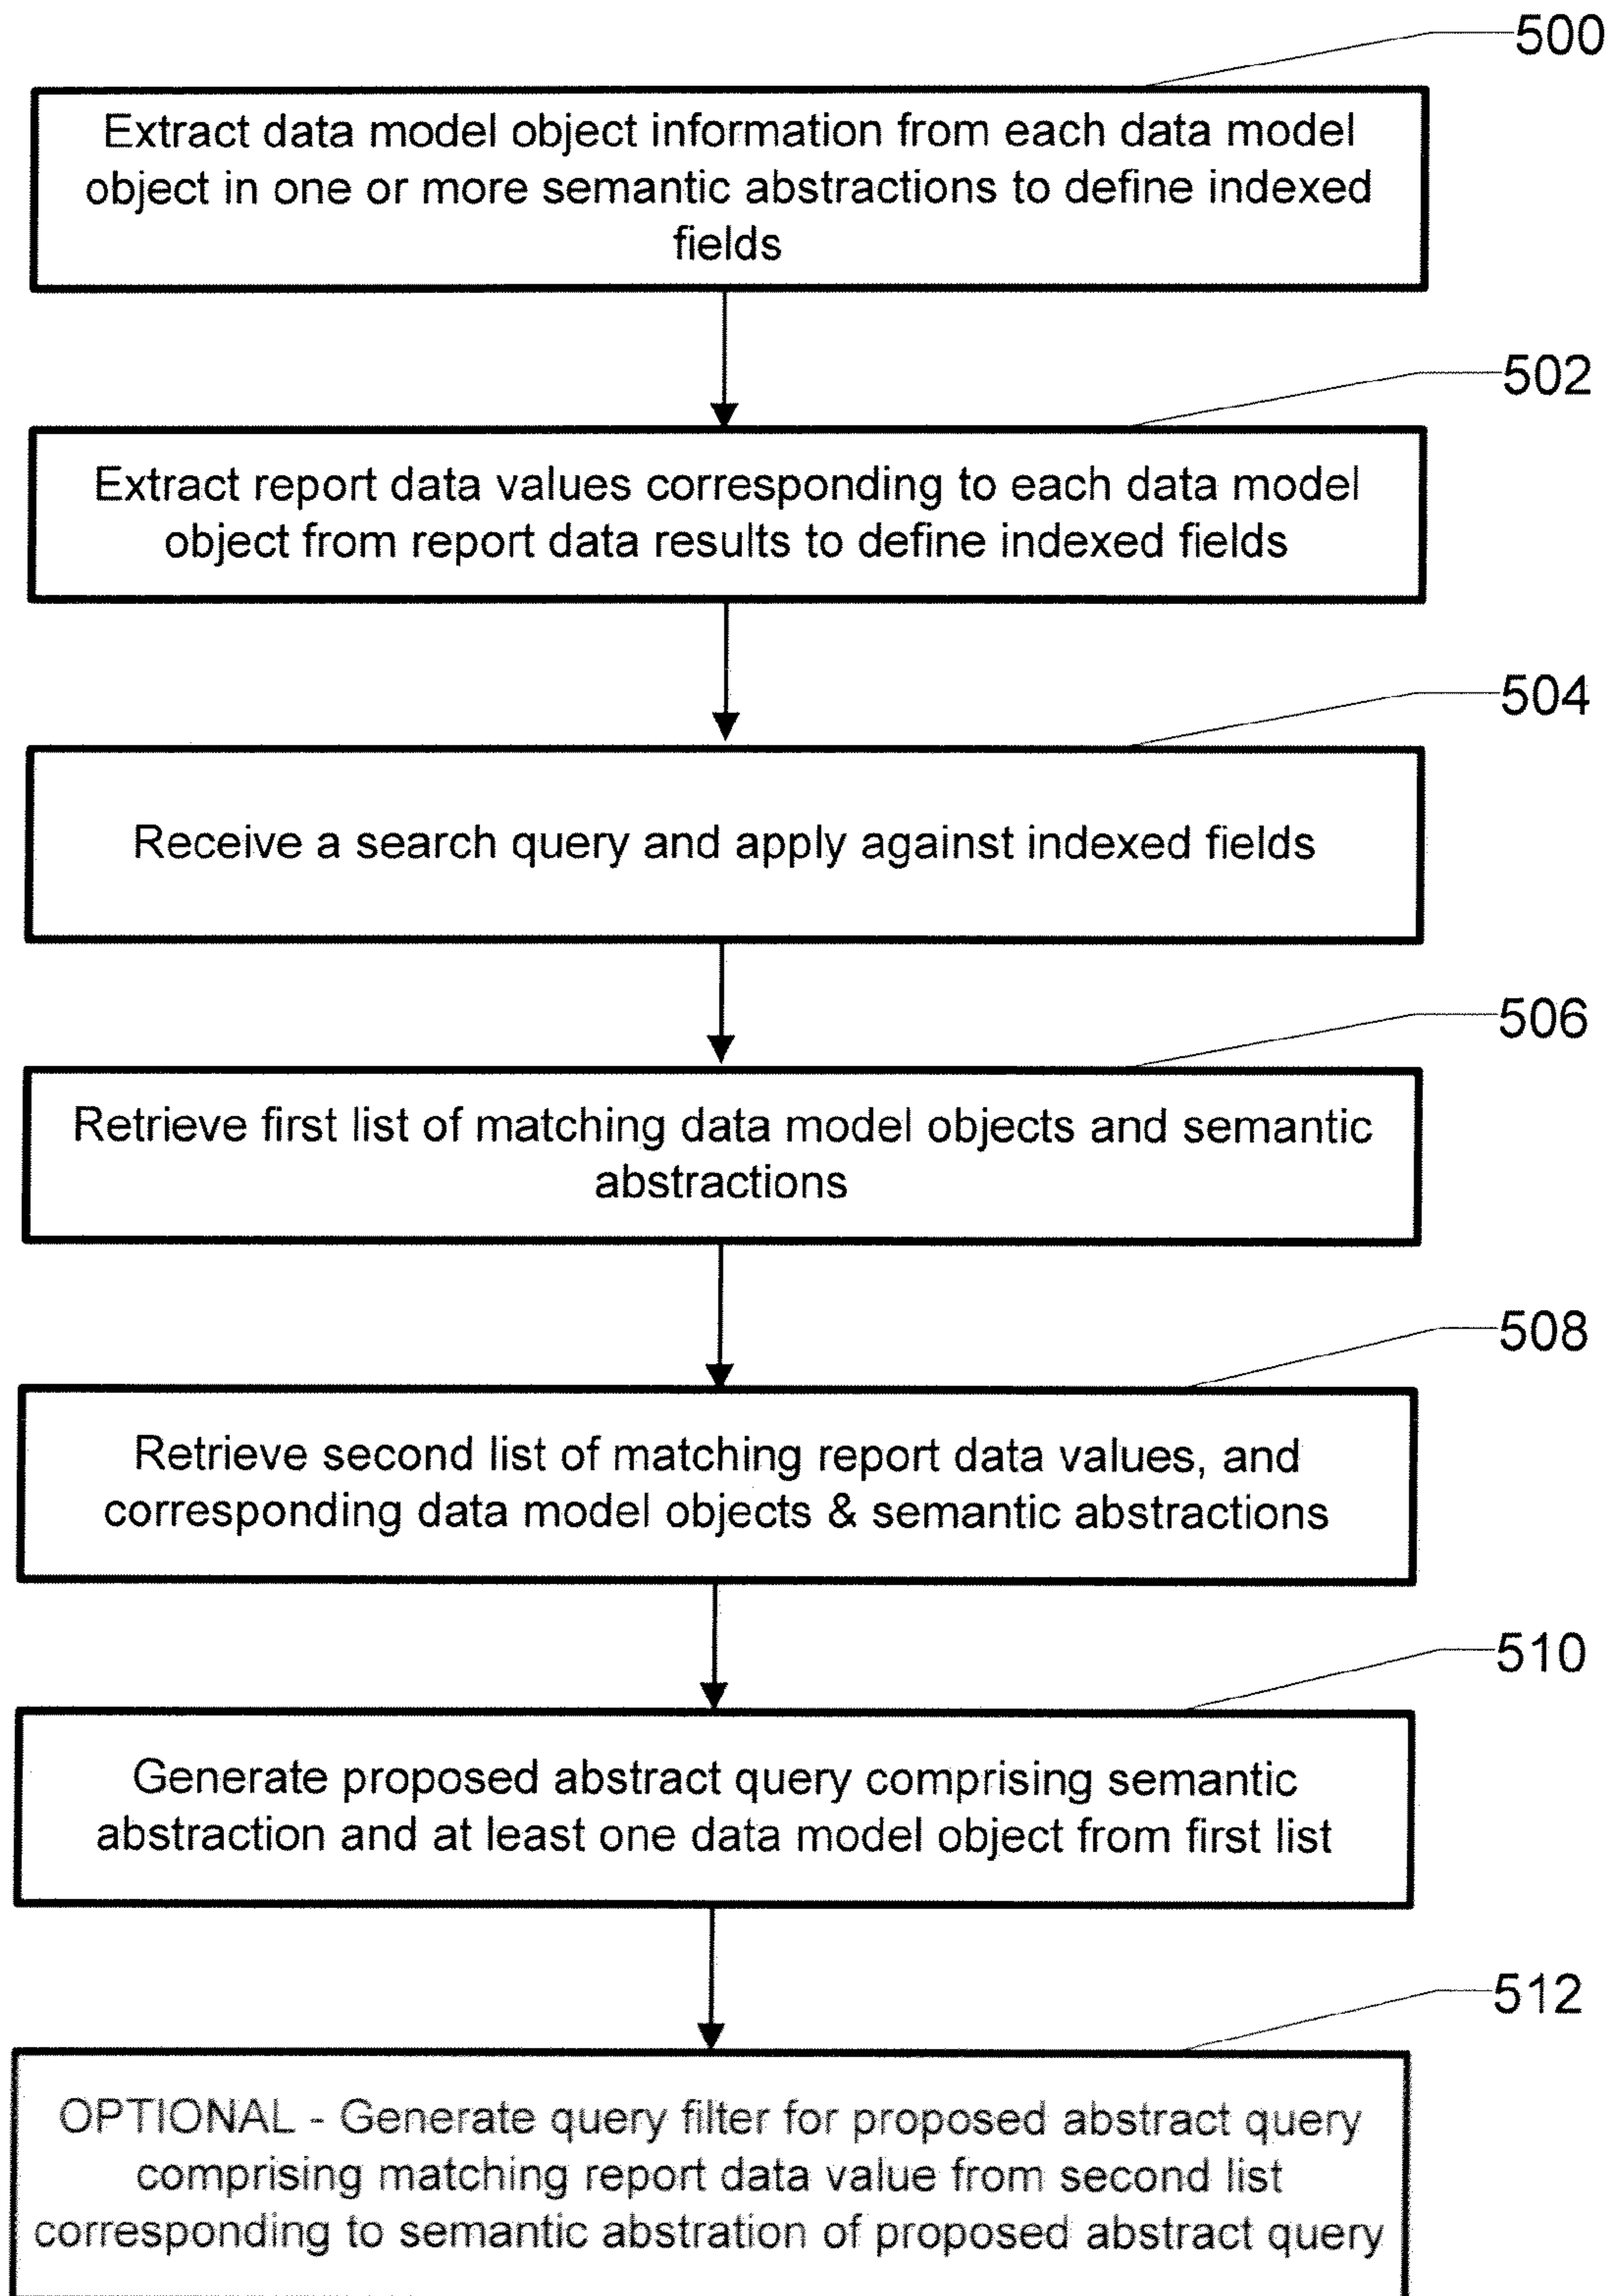 500
Extract data model object information from each data model
object in one or more semantic abstractions to define indexed
fields
502
Extract report data values corresponding to each data model
object from report data results to define indexed fields
504
Receive a search query and apply against indexed fields
506
Retrieve first list of matching data model objects and semantic
abstractions
508
Retrieve second list of matching report data values, and
corresponding data model objects & semantic abstractions
510
Generate proposed abstract query comprising semantic
abstraction and at least one data model object from first list
512
OPTIONAL - Generate query filter for proposed abstract query
comprising matching report data value from second list
corresponding to semantic abstration of proposed abstract query